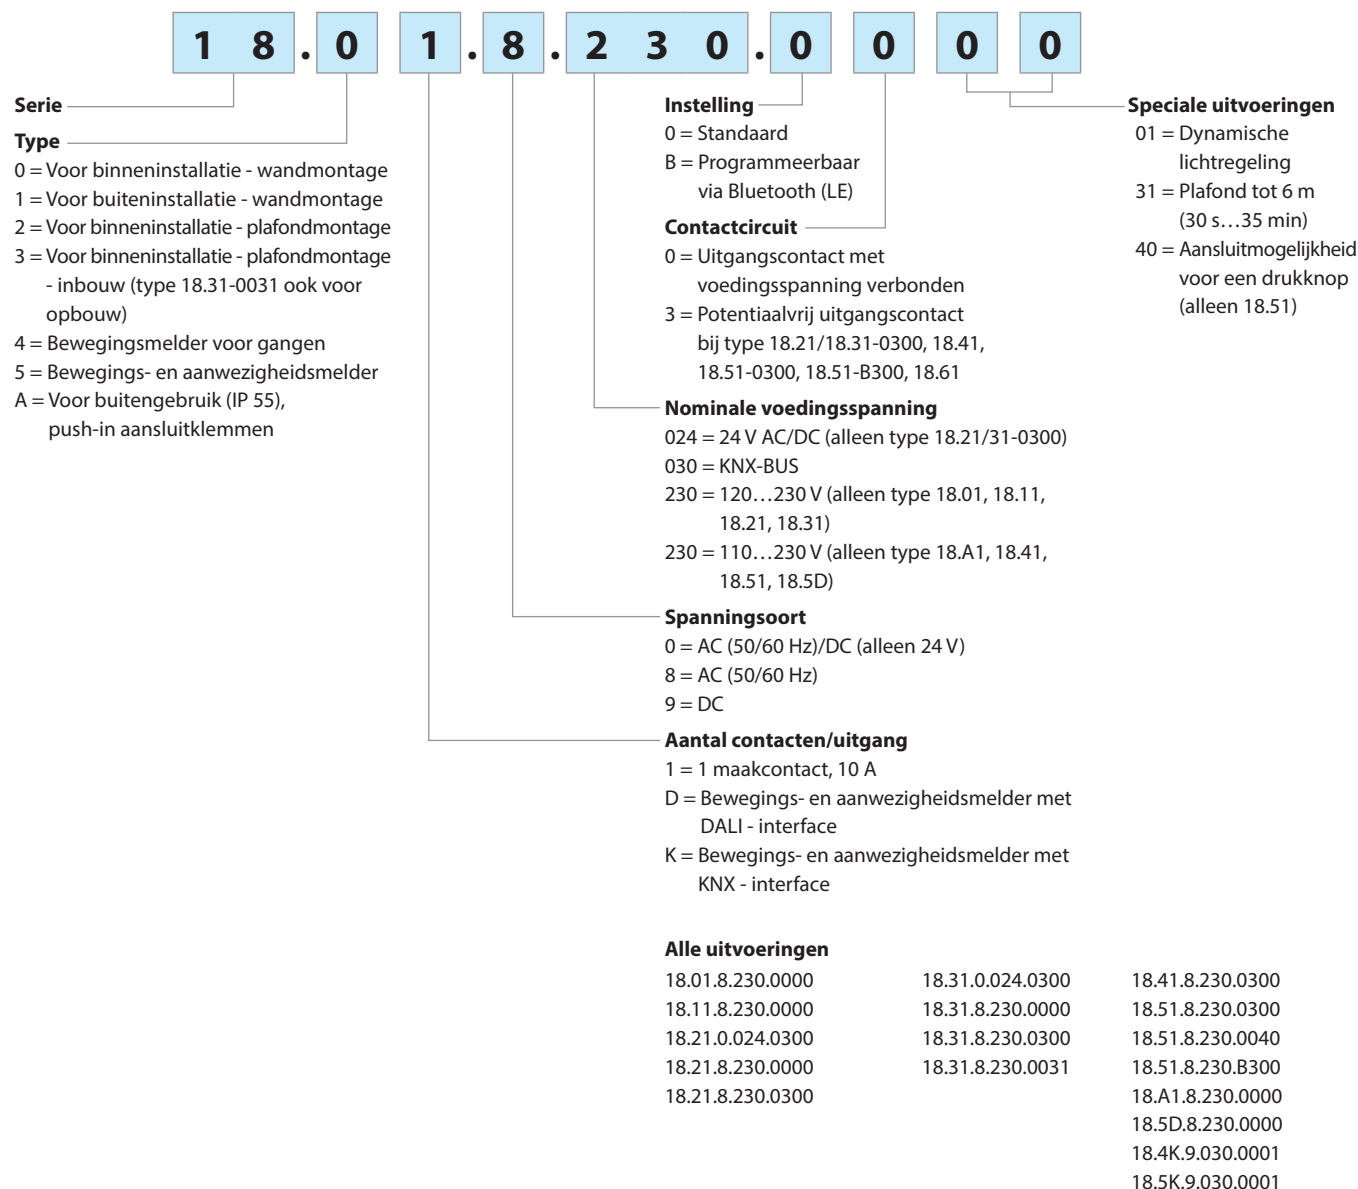 18.01.8.230.0000
Serie
Type
0 = Voor binneninstallatie - wandmontage
1 = Voor buiteninstallatie - wandmontage
2 = Voor binneninstallatie - plafondmontage
3 = Voor binneninstallatie - plafondmontage
- inbouw (type 18.31-0031 ook voor
opbouw)
4 = Bewegingsmelder voor gangen
5 = Bewegings- en aanwezigheidsmelder
A = Voor buitengebruik (IP 55),
push-in aansluitklemmen
Instelling
0 = Standaard
B = Programmeerbaar
via Bluetooth (LE)
Contactcircuit
0 = Uitgangscontact met
voedingsspanning verbonden
3 = Potentiaalvrij uitgangscontact
bij type 18.21/18.31-0300, 18.41,
18.51-0300, 18.51-B300, 18.61
Nominale voedingsspanning
024 = 24 V AC/DC (alleen type 18.21/31-0300)
030 = KNX-BUS
230 = 120…230 V (alleen type 18.01, 18.11,
18.21, 18.31)
230 = 110…230 V (alleen type 18.A1, 18.41,
18.51, 18.5D)
Spanningsoort
0 = AC (50/60 Hz)/DC (alleen 24 V)
8 = AC (50/60 Hz)
9 = DC
Aantal contacten/uitgang
1 = 1 maakcontact, 10 A
D = Bewegings- en aanwezigheidsmelder met
DALI - interface
K = Bewegings- en aanwezigheidsmelder met
KNX - interface
Speciale uitvoeringen
01 = Dynamische
lichtregeling
31 = Plafond tot 6 m
(30 s…35 min)
40 = Aansluitmogelijkheid
voor een drukknop
(alleen 18.51)
Alle uitvoeringen
18.01.8.230.0000
18.11.8.230.0000
18.21.0.024.0300
18.21.8.230.0000
18.21.8.230.0300
18.31.0.024.0300
18.31.8.230.0000
18.31.8.230.0300
18.31.8.230.0031
18.41.8.230.0300
18.51.8.230.0300
18.51.8.230.0040
18.51.8.230.B300
18.A1.8.230.0000
18.5D.8.230.0000
18.4K.9.030.0001
18.5K.9.030.0001